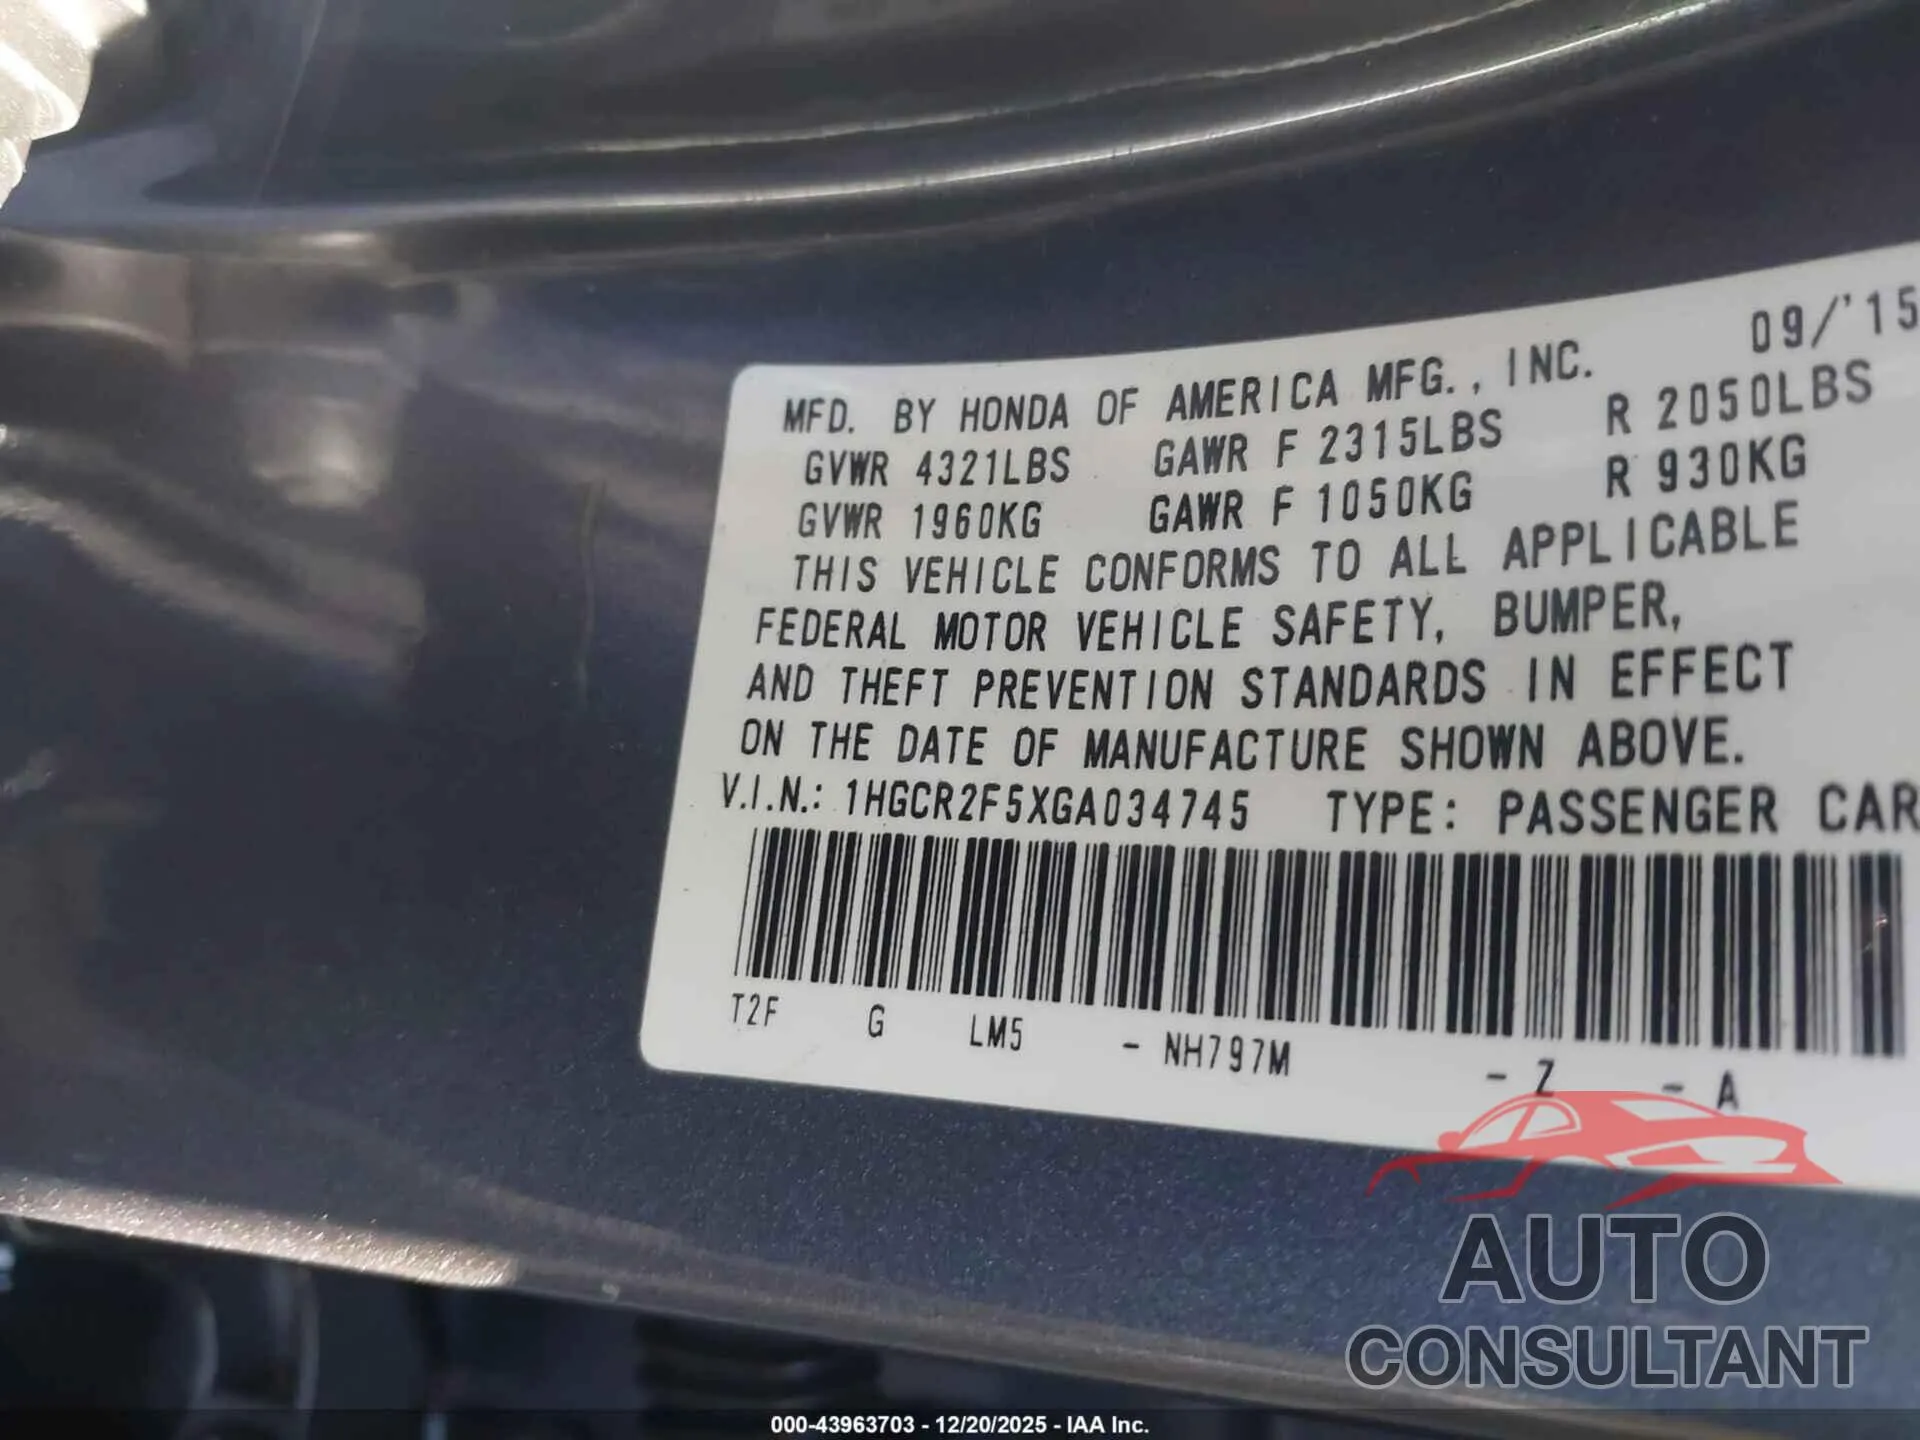 09/'15
MFD. BY HONDA OF AMERICA MFG., INC.
GVWR 4321LBS GAWR F 2315LBS R 2050LBS
GVWR 1960KG GAWR F 1050KG R 930KG
THIS VEHICLE CONFORMS TO ALL APPLICABLE
FEDERAL MOTOR VEHICLE SAFETY, BUMPER,
AND THEFT PREVENTION STANDARDS IN EFFECT
ON THE DATE OF MANUFACTURE SHOWN ABOVE.
V.I.N.: 1HGCR2F5XGA034745 TYPE: PASSENGER CAR
T2F G LM5 - NH797M - Z - A
AUTO
CONSULTANT
000-43963703 - 12/20/2025 - IAA Inc.